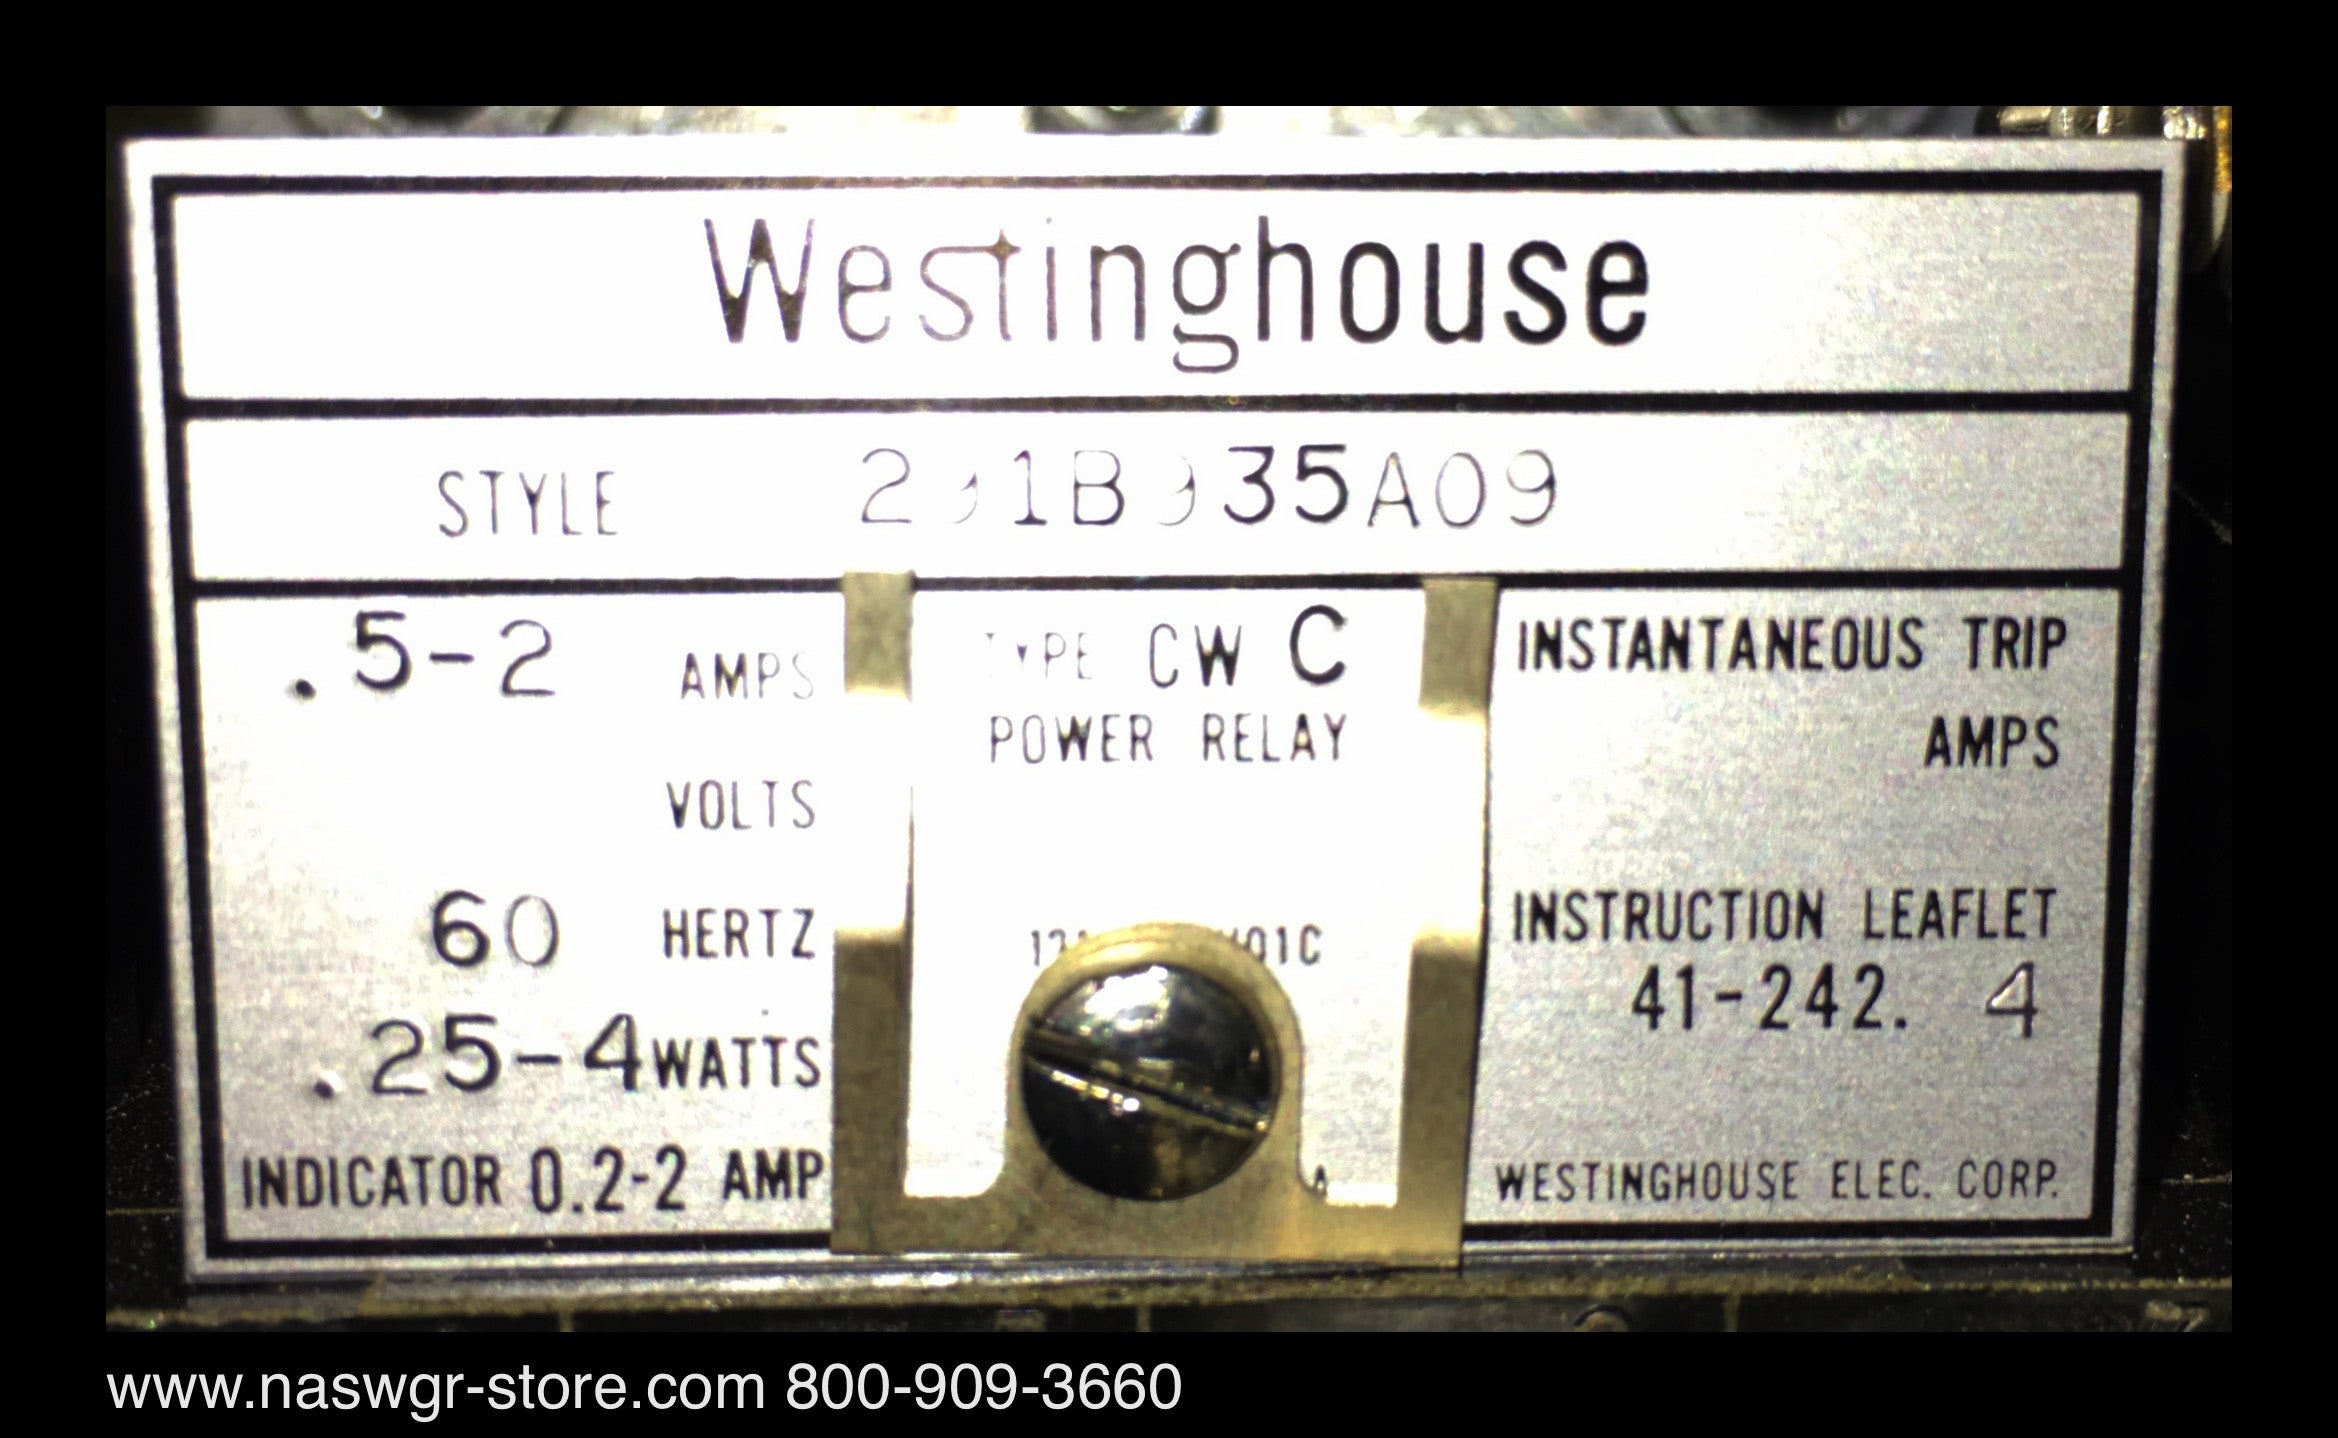 Westinghouse
STYLE
.5-2 AMPS
VOLTS
60 HERTZ
.25-4 WATTS
INDICATOR 0.2-2 AMP
TYPE CW C
POWER RELAY
INSTANTANEOUS TRIP
AMPS
INSTRUCTION LEAFLET
41-242. 4
WESTINGHOUSE ELEC. CORP.
www.naswgr-store.com 800-909-3660